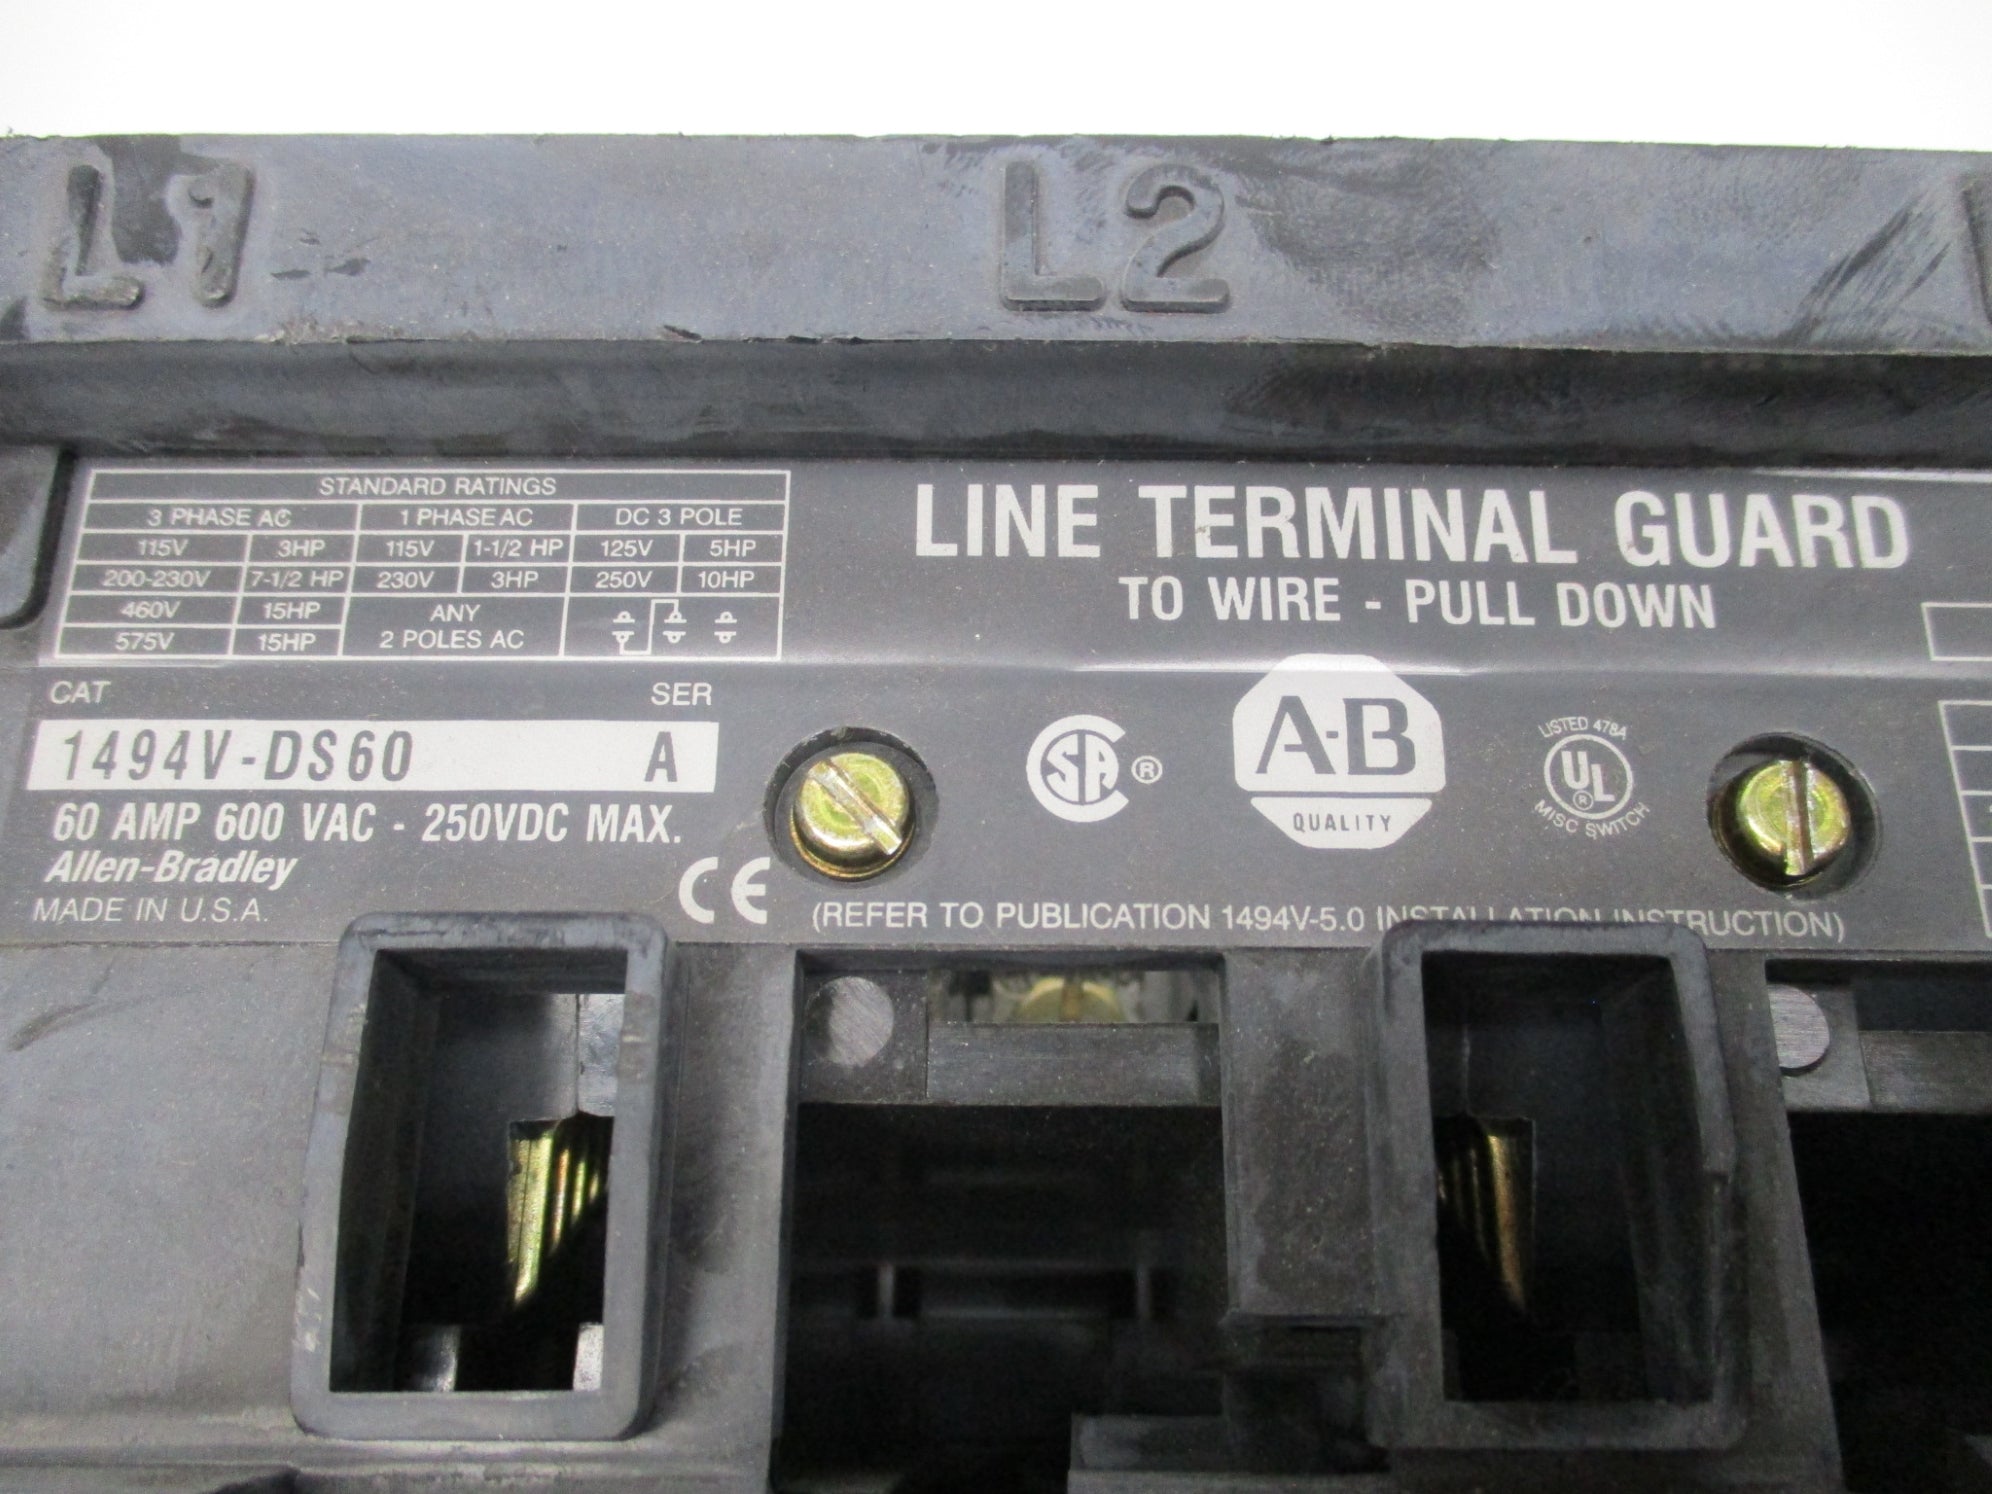 L1 L2
STANDARD RATINGS
3 PHASE AC 1 PHASE AC DC 3 POLE
115V 3HP 115V 1-1/2 HP 125V 5HP
200-230V 7-1/2 HP 230V 3HP 250V 10HP
460V 15HP ANY
575V 15HP 2 POLES AC
LINE TERMINAL GUARD
TO WIRE - PULL DOWN
CAT SER
1494V-DS60 A
60 AMP 600 VAC - 250VDC MAX.
Allen-Bradley
MADE IN U.S.A.
CE
SA ®
A-B
QUALITY
LISTED 478A
UL
®
MISC SWITCH
(REFER TO PUBLICATION 1494V-5.0 INSTALLATION INSTRUCTION)